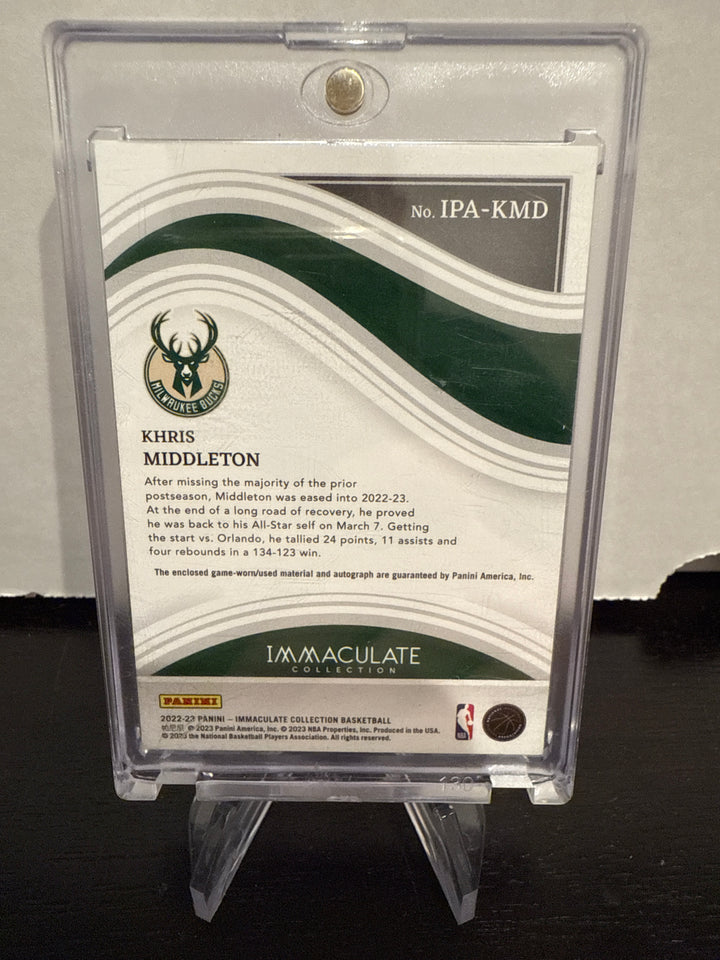 No. IPA-KMD
MILWAUKEE BUCKS
KHRIS
MIDDLETON
After missing the majority of the prior
postseason, Middleton was eased into 2022-23.
At the end of a long road of recovery, he proved
he was back to his All-Star self on March 7. Getting
the start vs. Orlando, he tallied 24 points, 11 assists and
four rebounds in a 134-123 win.
The enclosed game-worn/used material and autograph are guaranteed by Panini America, Inc.
IMMACULATE
COLLECTION
PANINI
2022-23 PANINI – IMMACULATE COLLECTION BASKETBALL
帕尼尼 © 2023 Panini America, Inc. © 2023 NBA Properties, Inc. Produced in the USA.
© 2023 the National Basketball Players Association. All rights reserved.
NBA
130